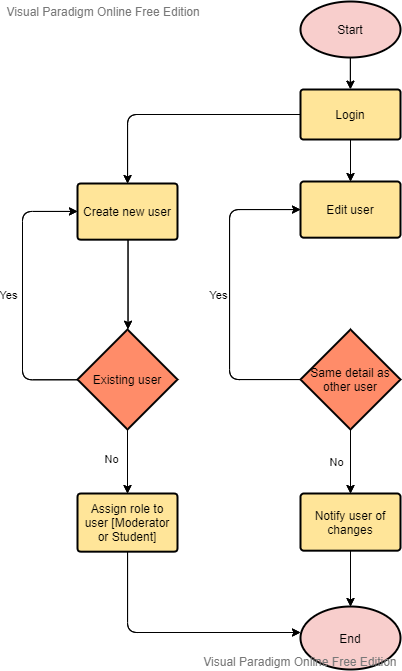 Visual Paradigm Online Free Edition
Start
Login
Create new user
Edit user
Yes
Yes
Existing user
Same detail as
other user
No
No
Assign role to
user [Moderator
or Student]
Notify user of
changes
End
Visual Paradigm Online Free Edition